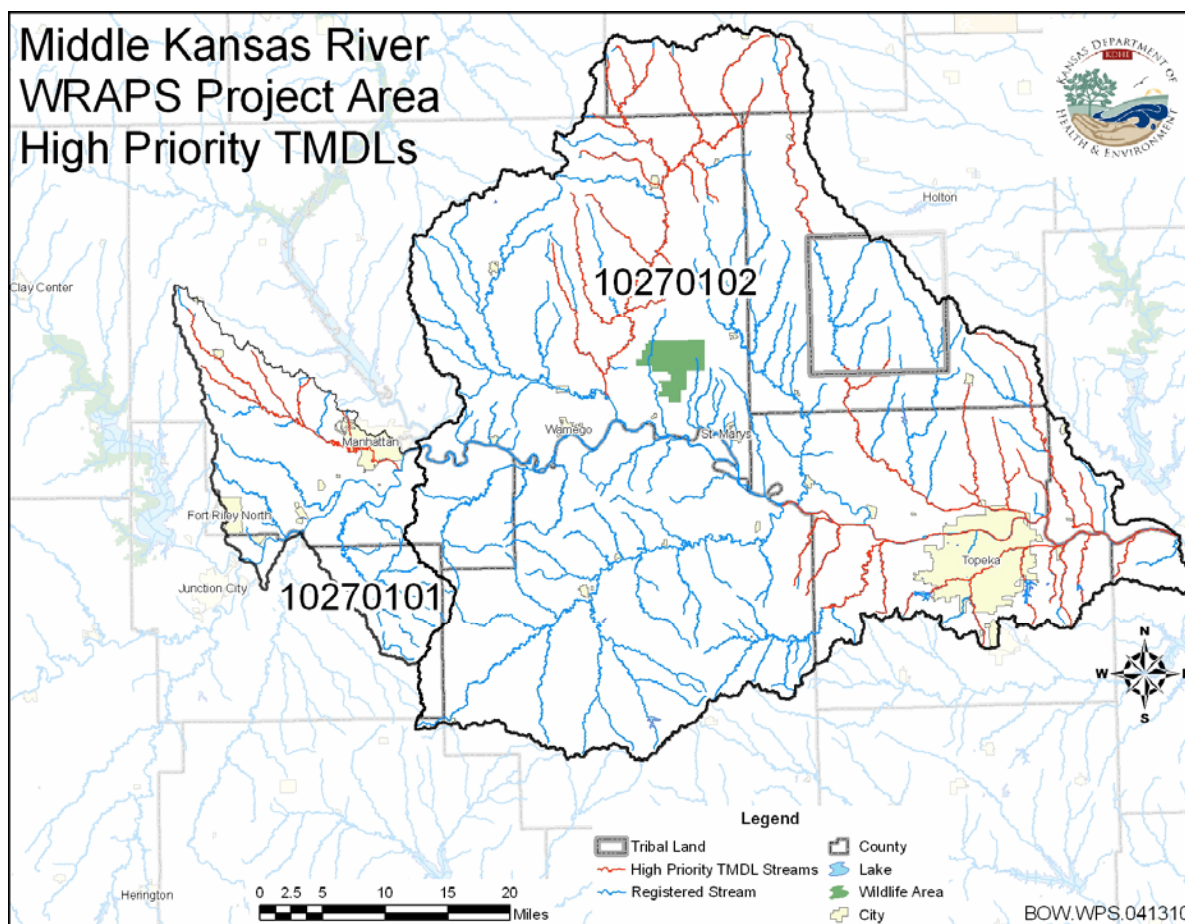 Middle Kansas River
WRAPS Project Area
High Priority TMDLs
KANSAS DEPARTMENT OF
KDHE
HEALTH & ENVIRONMENT
Holton
10270102
Clay Center
Wamego
St. Marys
Manhattan
Fort Riley North
Topeka
Junction City
10270101
N
W
E
S
Legend
Tribal Land
County
High Priority TMDL Streams
Lake
Registered Stream
Wildlife Area
City
Herington
0 2.5 5 10 15 20
Miles
BOW.WPS.041310